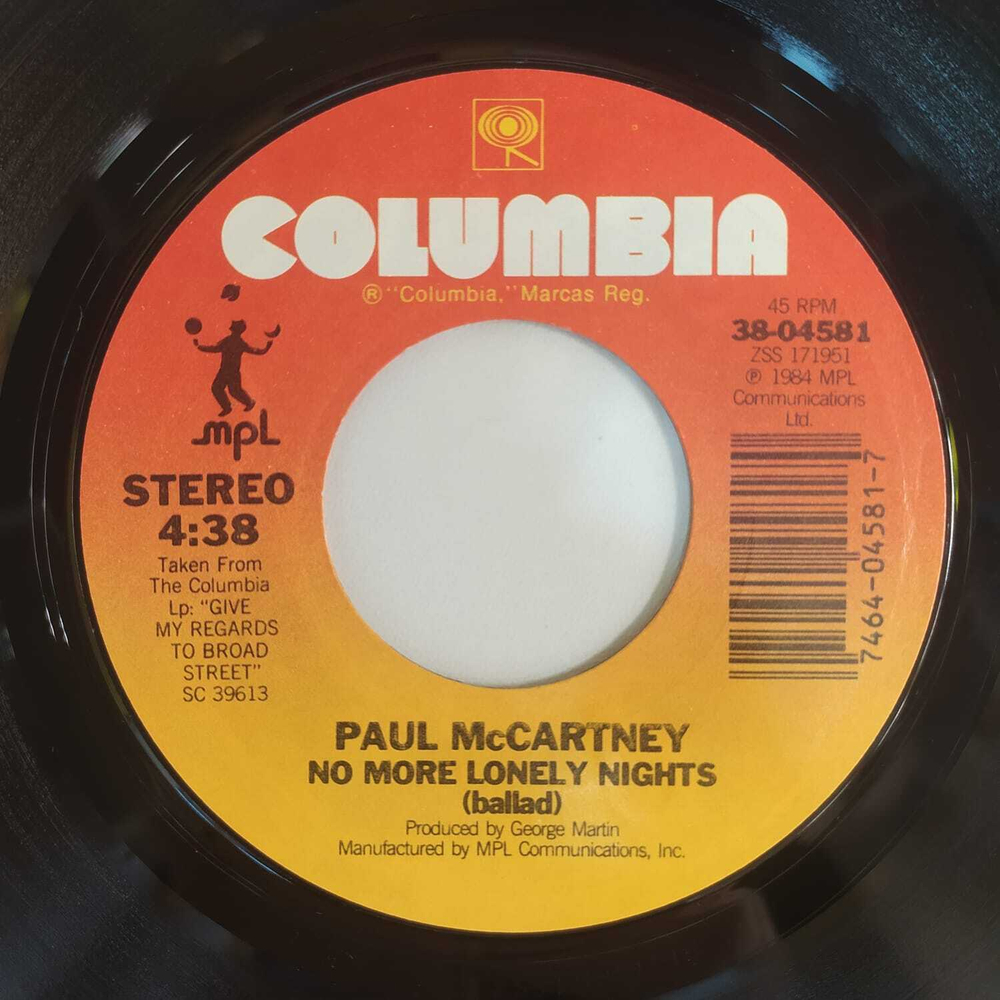 COLUMBIA
® "Columbia," Marcas Reg.
mpL
STEREO
4:38
Taken From
The Columbia
Lp: "GIVE
MY REGARDS
TO BROAD
STREET"
SC 39613
45 RPM
38-04581
ZSS 171951
℗ 1984 MPL
Communications
Ltd.
7464-04581-7
PAUL McCARTNEY
NO MORE LONELY NIGHTS
(ballad)
Produced by George Martin
Manufactured by MPL Communications, Inc.